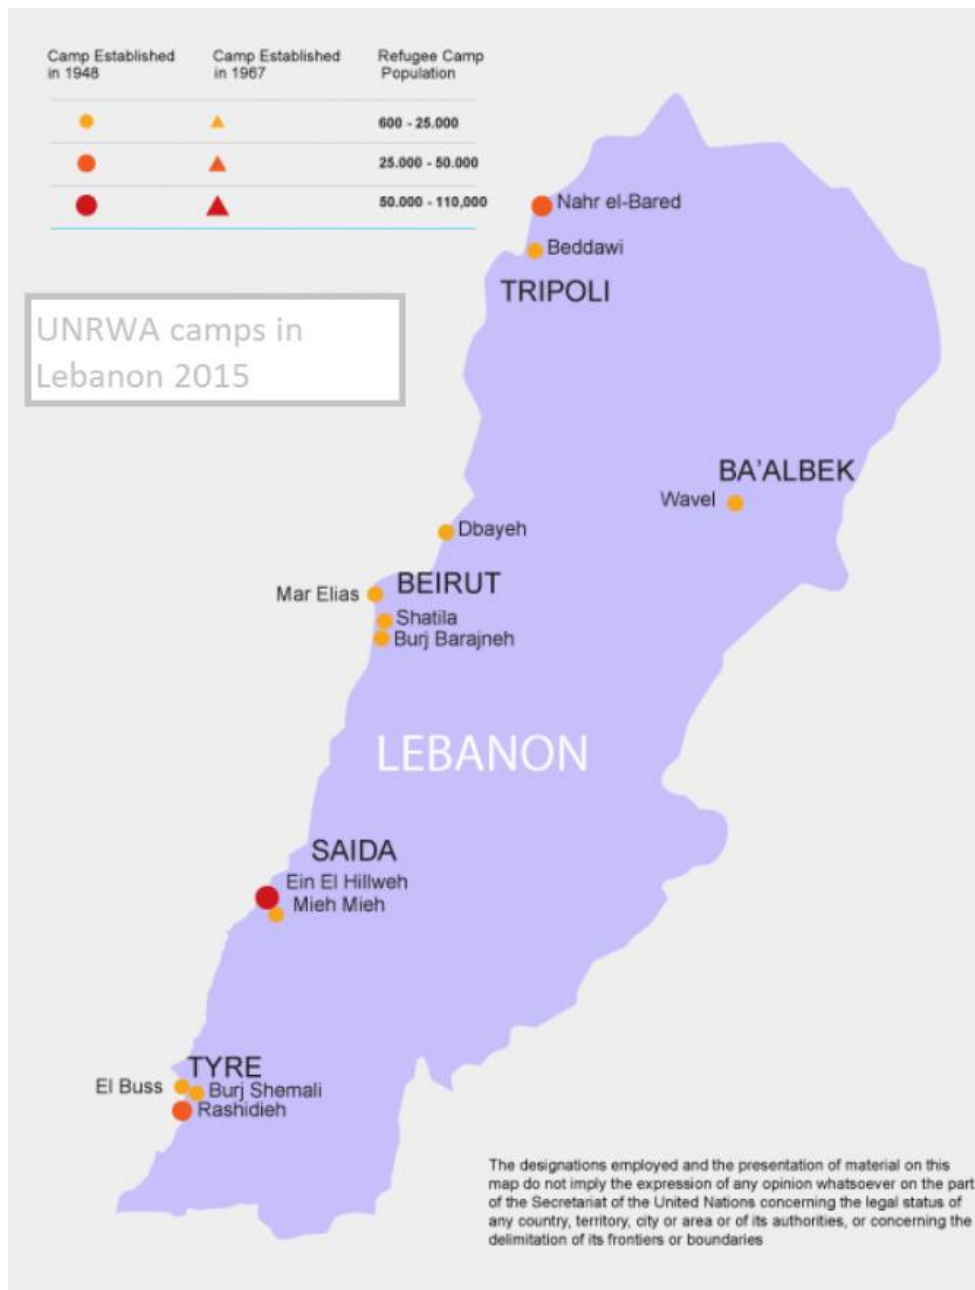 Camp Established
in 1948
Camp Established
in 1967
Refugee Camp
Population
600 - 25.000
25.000 - 50.000
50.000 - 110,000
UNRWA camps in
Lebanon 2015
Nahr el-Bared
Beddawi
TRIPOLI
BA'ALBEK
Wavel
Dbayeh
BEIRUT
Mar Elias
Shatila
Burj Barajneh
LEBANON
SAIDA
Ein El Hillweh
Mieh Mieh
TYRE
El Buss
Burj Shemali
Rashidieh
The designations employed and the presentation of material on this
map do not imply the expression of any opinion whatsoever on the part
of the Secretariat of the United Nations concerning the legal status of
any country, territory, city or area or of its authorities, or concerning the
delimitation of its frontiers or boundaries